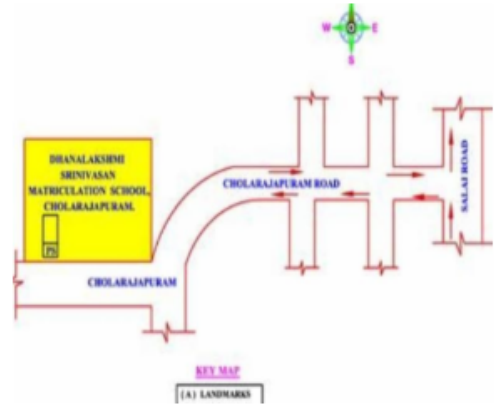 W E
S
DHANALAKSHMI
SRINIVASAN
MATRICULATION SCHOOL,
CHOLARAJAPURAM.
PS
CHOLARAJAPURAM ROAD
SALAI ROAD
CHOLARAJAPURAM
KEY MAP
(A) LANDMARKS